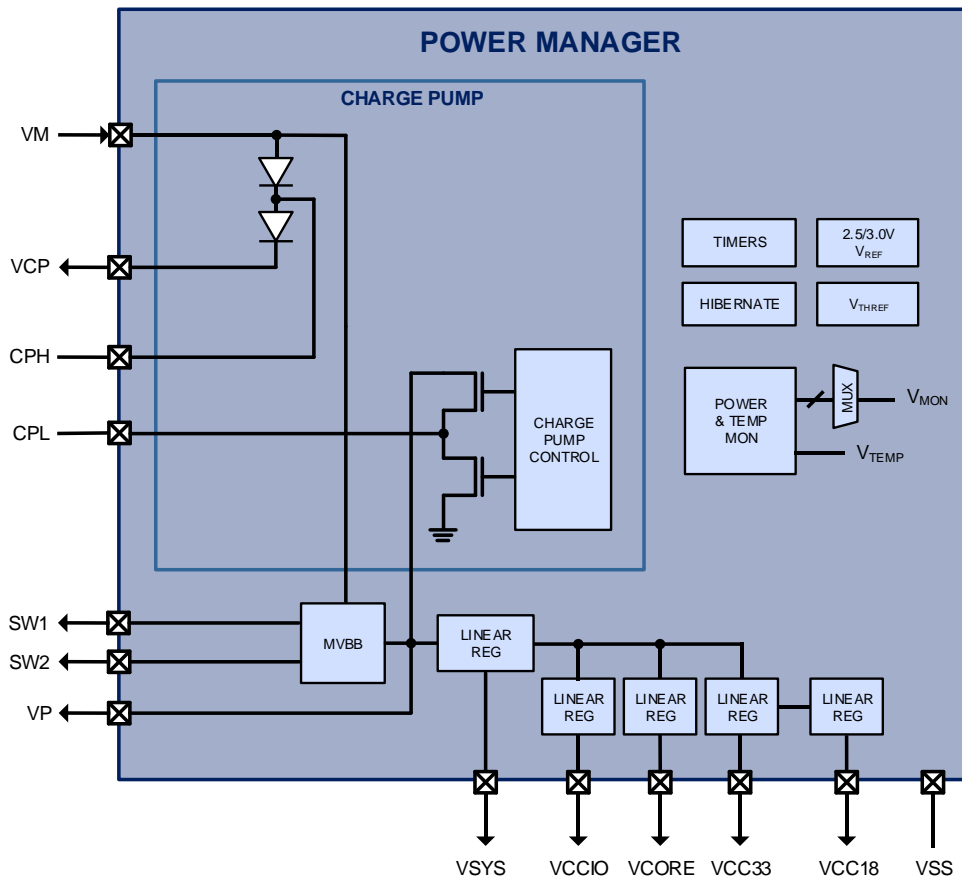 POWER MANAGER
CHARGE PUMP
VM
VCP
CPH
CPL
CHARGE
PUMP
CONTROL
TIMERS
2.5/3.0V
VREF
HIBERNATE
VTHREF
POWER
& TEMP
MON
MUX
VMON
VTEMP
SW1
SW2
VP
MVBB
LINEAR
REG
LINEAR
REG
LINEAR
REG
LINEAR
REG
LINEAR
REG
VSYS
VCCIO
VCORE
VCC33
VCC18
VSS